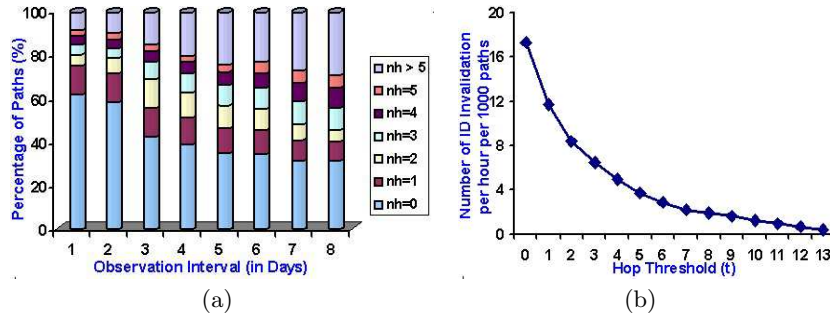 Percentage of Paths (%)
100
80
60
40
20
0
1 2 3 4 5 6 7 8
Observation Interval (in Days)
nh > 5
nh=5
nh=4
nh=3
nh=2
nh=1
nh=0
(a)
Number of ID Invalidation
per hour per 1000 paths
20
16
12
8
4
0
0 1 2 3 4 5 6 7 8 9 10 11 12 13
Hop Threshold (t)
(b)